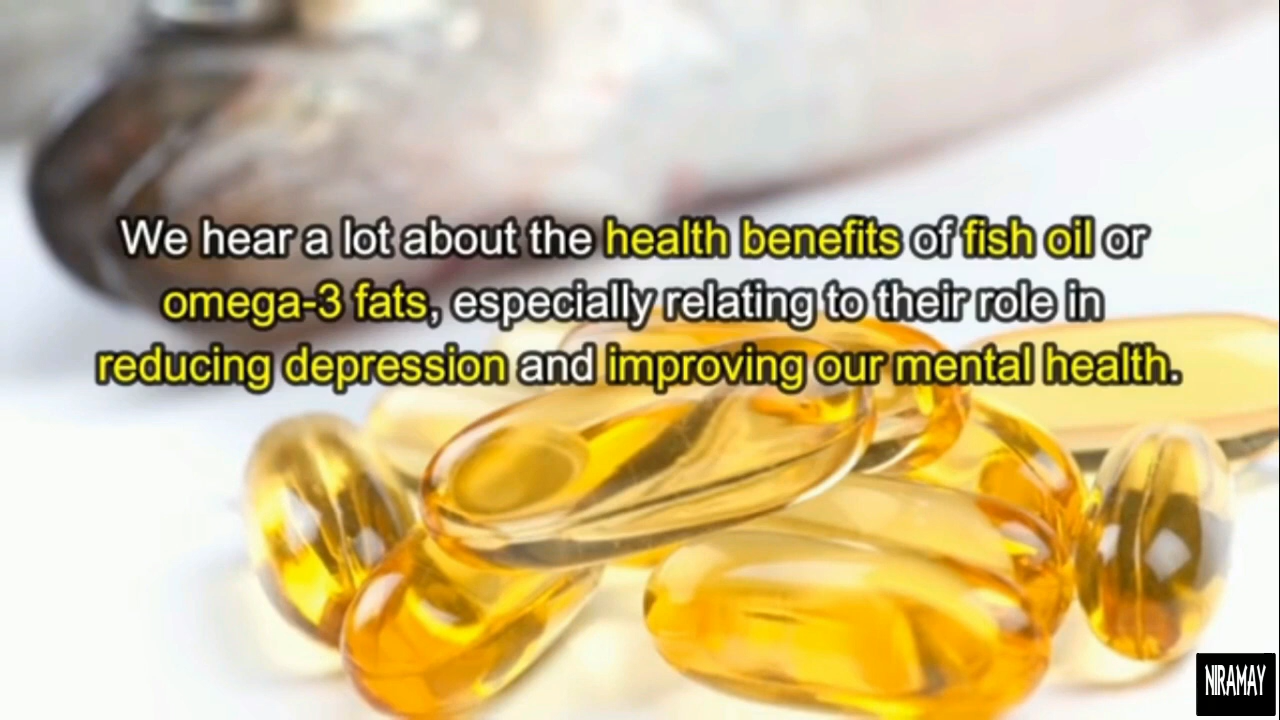 We hear a lot about the health benefits of fish oil or
omega-3 fats, especially relating to their role in
reducing depression and improving our mental health.
NIRAMAY